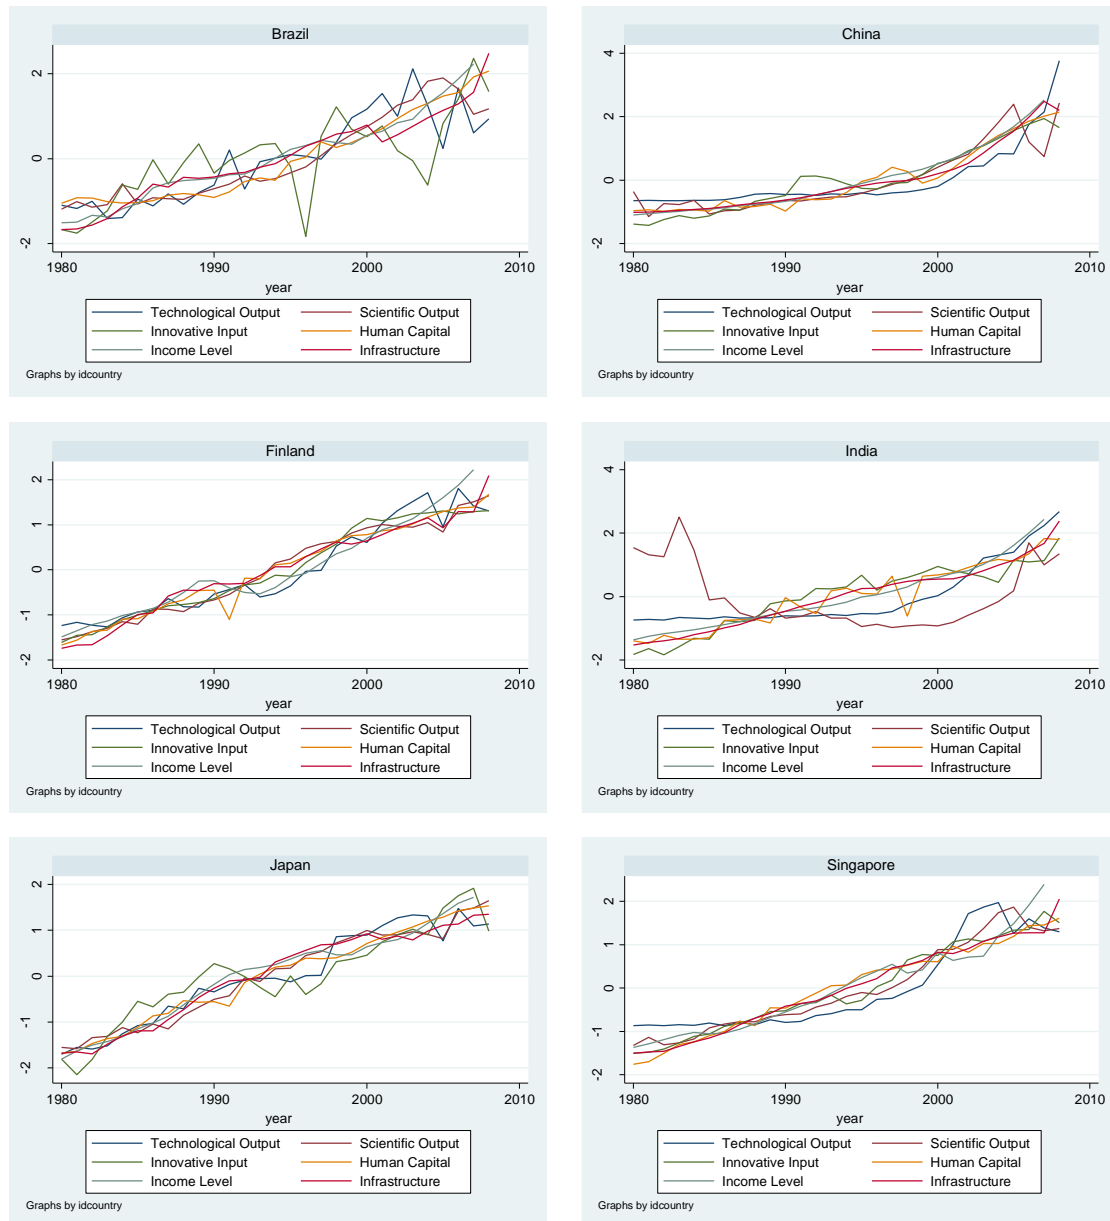 Brazil
2
0
-2
1980 1990 2000 2010
year
Technological Output Scientific Output
Innovative Input Human Capital
Income Level Infrastructure
Graphs by idcountry
China
4
2
0
-2
1980 1990 2000 2010
year
Technological Output Scientific Output
Innovative Input Human Capital
Income Level Infrastructure
Graphs by idcountry
Finland
2
1
0
-1
-2
1980 1990 2000 2010
year
Technological Output Scientific Output
Innovative Input Human Capital
Income Level Infrastructure
Graphs by idcountry
India
4
2
0
-2
1980 1990 2000 2010
year
Technological Output Scientific Output
Innovative Input Human Capital
Income Level Infrastructure
Graphs by idcountry
Japan
2
1
0
-1
-2
1980 1990 2000 2010
year
Technological Output Scientific Output
Innovative Input Human Capital
Income Level Infrastructure
Graphs by idcountry
Singapore
2
1
0
-1
-2
1980 1990 2000 2010
year
Technological Output Scientific Output
Innovative Input Human Capital
Income Level Infrastructure
Graphs by idcountry